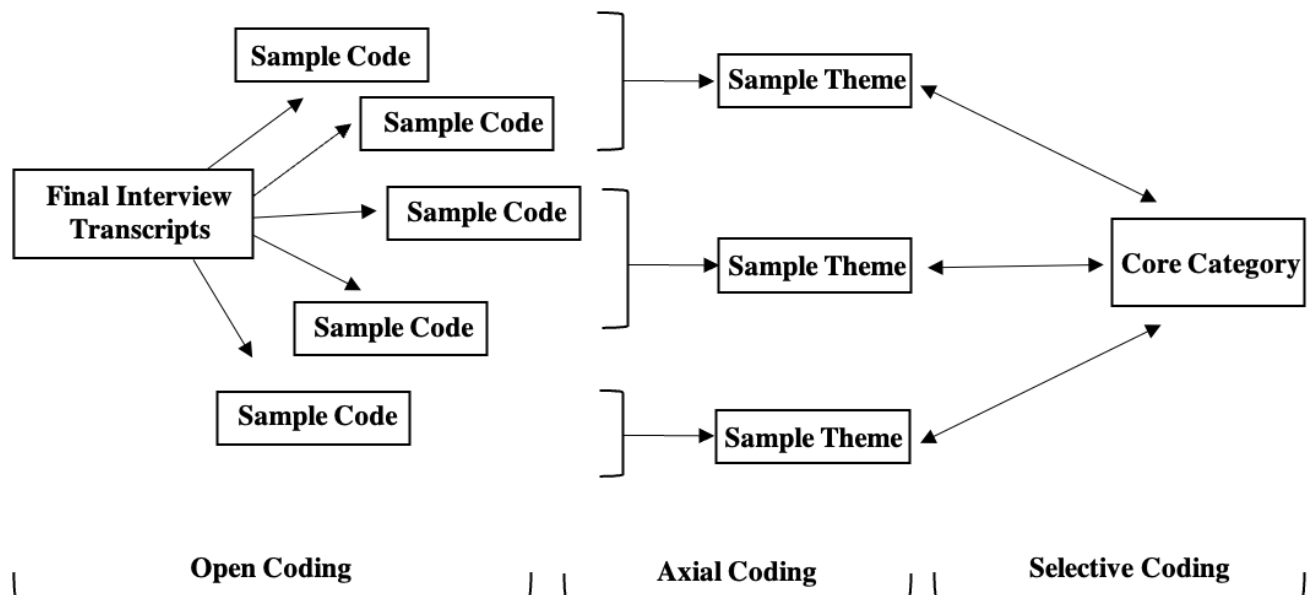 Sample Code
Sample Theme
Sample Code
Final Interview
Transcripts
Sample Code
Sample Theme
Core Category
Sample Code
Sample Code
Sample Theme
Open Coding
Axial Coding
Selective Coding